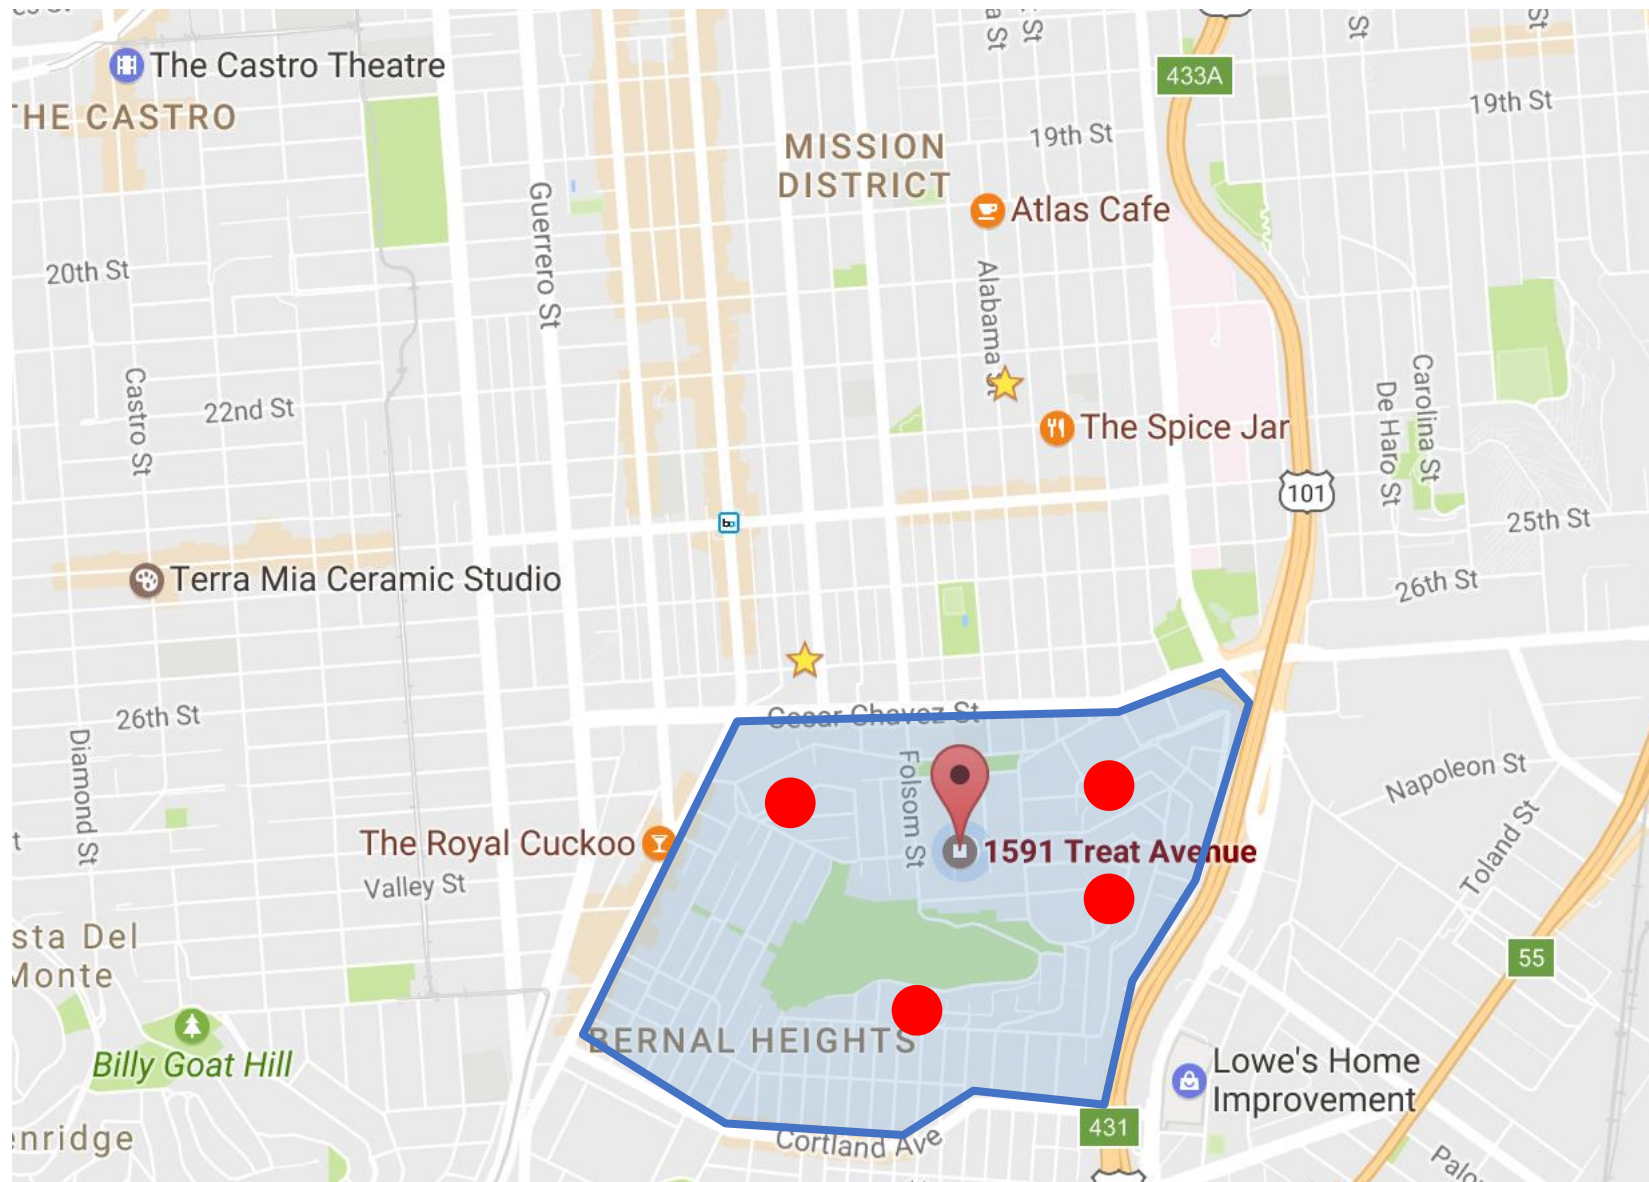 The Castro Theatre
THE CASTRO
433A
19th St
19th St
MISSION
DISTRICT
Atlas Cafe
Guerrero St
20th St
Alabama St
Castro St
22nd St
Carolina St
De Haro St
The Spice Jar
101
25th St
Terra Mia Ceramic Studio
26th St
26th St
Cesar Chavez St
Diamond St
Folsom St
Napoleon St
Toland St
The Royal Cuckoo
1591 Treat Avenue
Valley St
sta Del
Monte
55
BERNAL HEIGHTS
Billy Goat Hill
Lowe's Home
Improvement
431
Cortland Ave
enridge